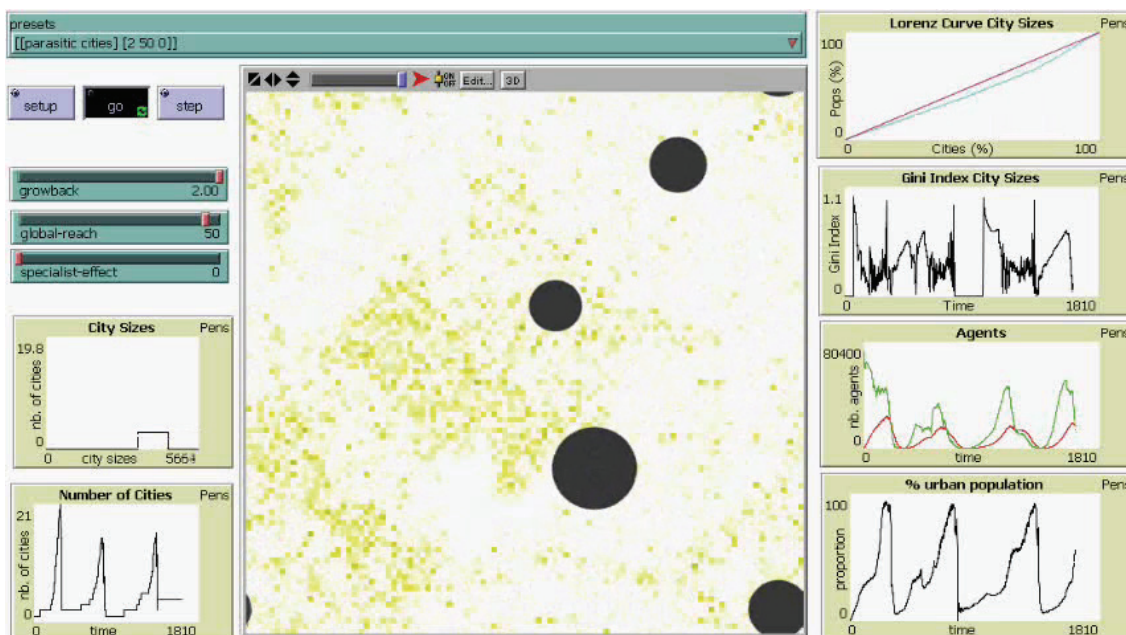 presets
[[parasitic cities] [2 50 0]]
setup
go
step
growback 2.00
global-reach 50
specialist-effect 0
City Sizes Pens
19.8
nb. of cities
0
0 city sizes 5664
Number of Cities Pens
21
nb. of cities
0
0 time 1810
ON
OFF
Edit...
3D
Lorenz Curve City Sizes Pens
100
Pops (%)
0
0 Cities (%) 100
Gini Index City Sizes Pens
1.1
Gini Index
0
0 Time 1810
Agents Pens
80400
nb. agents
0
0 time 1810
% urban population Pens
100
proportion
0
0 time 1810